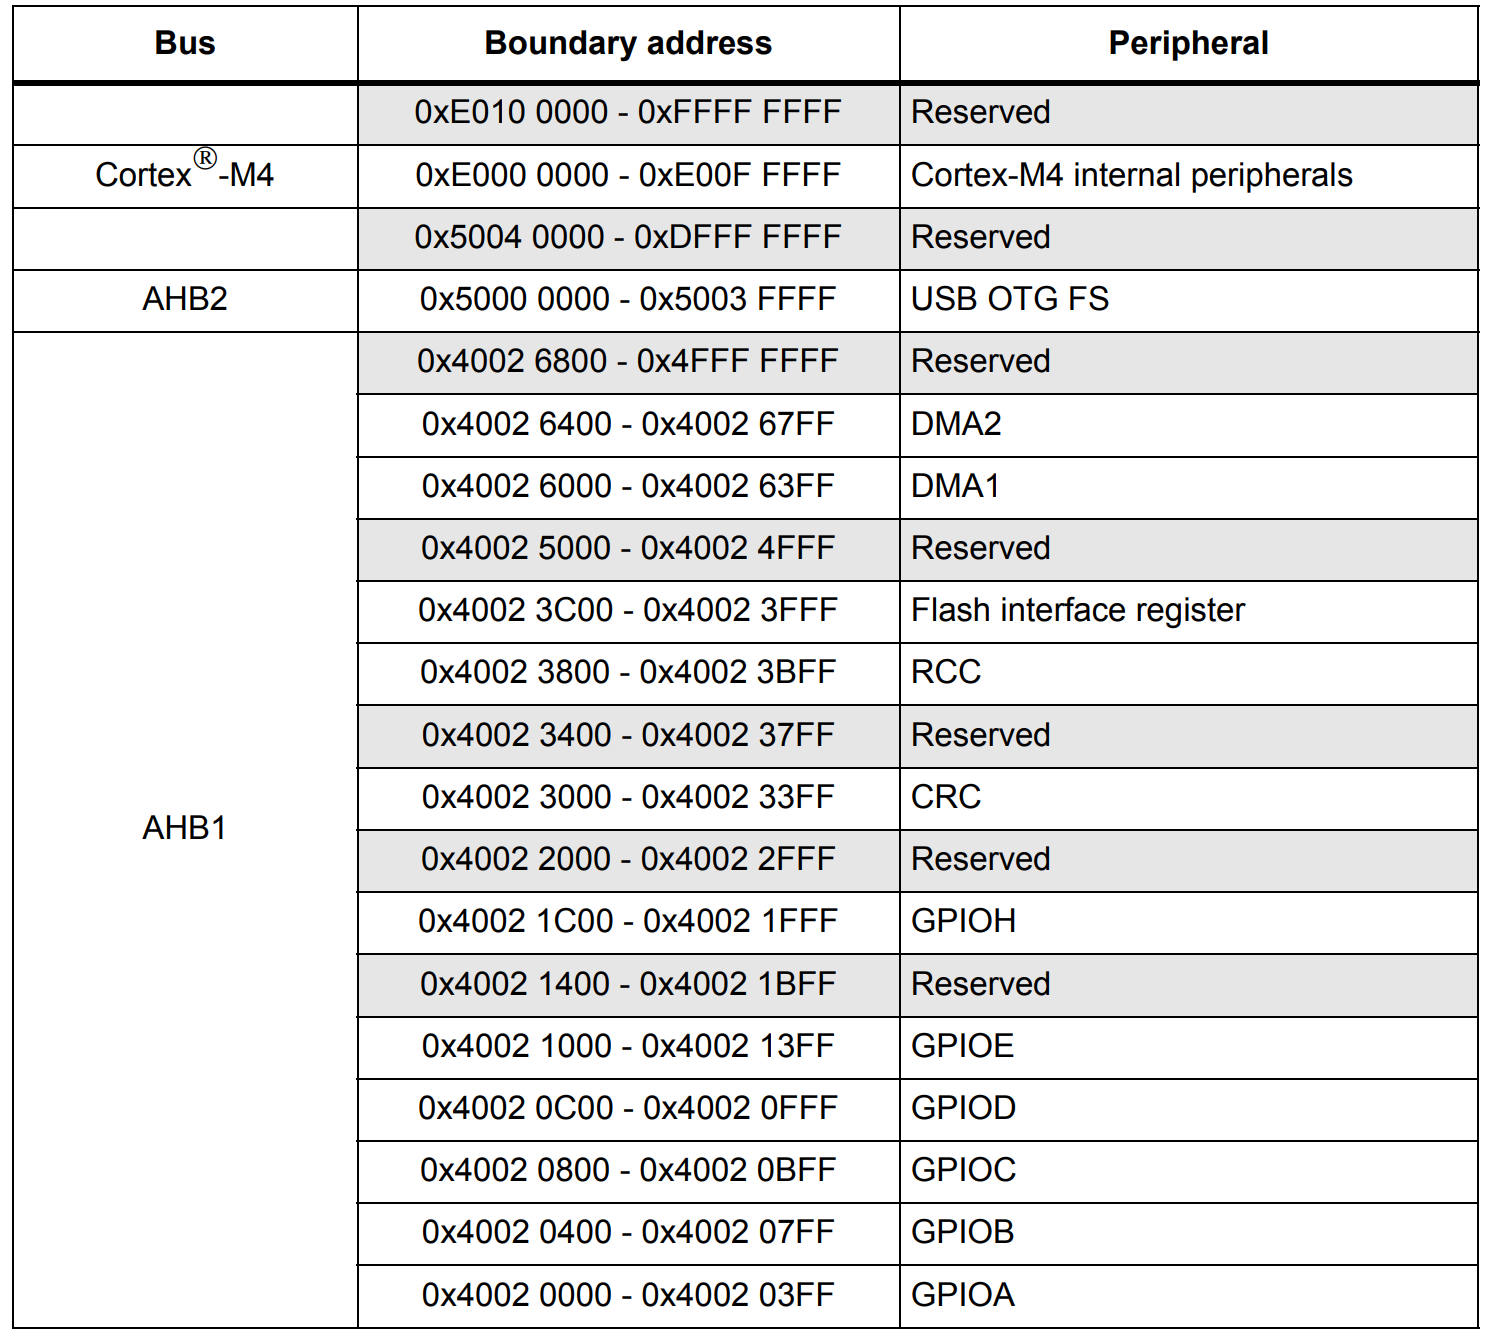 Bus Boundary address Peripheral
0xE010 0000 - 0xFFFF FFFF Reserved
Cortex®-M4 0xE000 0000 - 0xE00F FFFF Cortex-M4 internal peripherals
0x5004 0000 - 0xDFFF FFFF Reserved
AHB2 0x5000 0000 - 0x5003 FFFF USB OTG FS
0x4002 6800 - 0x4FFF FFFF Reserved
0x4002 6400 - 0x4002 67FF DMA2
0x4002 6000 - 0x4002 63FF DMA1
0x4002 5000 - 0x4002 4FFF Reserved
0x4002 3C00 - 0x4002 3FFF Flash interface register
0x4002 3800 - 0x4002 3BFF RCC
0x4002 3400 - 0x4002 37FF Reserved
0x4002 3000 - 0x4002 33FF CRC
AHB1
0x4002 2000 - 0x4002 2FFF Reserved
0x4002 1C00 - 0x4002 1FFF GPIOH
0x4002 1400 - 0x4002 1BFF Reserved
0x4002 1000 - 0x4002 13FF GPIOE
0x4002 0C00 - 0x4002 0FFF GPIOD
0x4002 0800 - 0x4002 0BFF GPIOC
0x4002 0400 - 0x4002 07FF GPIOB
0x4002 0000 - 0x4002 03FF GPIOA